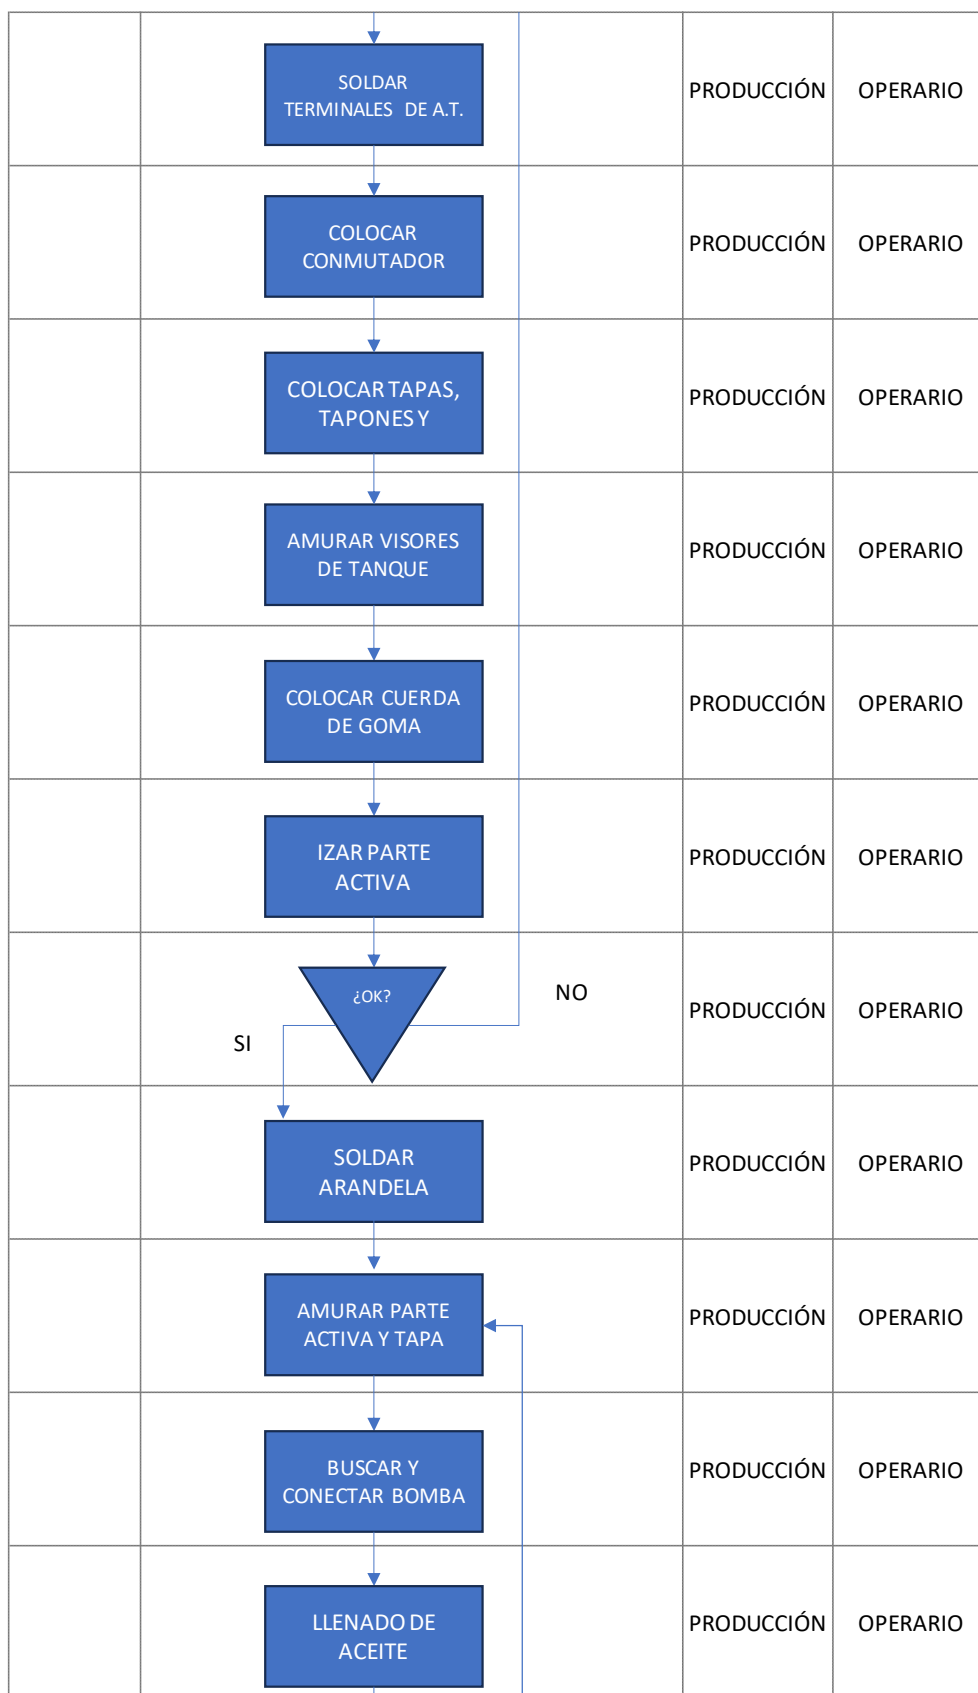 SOLDAR
TERMINALES DE A.T.
PRODUCCIÓN
OPERARIO
COLOCAR
CONMUTADOR
PRODUCCIÓN
OPERARIO
COLOCAR TAPAS,
TAPONES Y
PRODUCCIÓN
OPERARIO
AMURAR VISORES
DE TANQUE
PRODUCCIÓN
OPERARIO
COLOCAR CUERDA
DE GOMA
PRODUCCIÓN
OPERARIO
IZAR PARTE
ACTIVA
PRODUCCIÓN
OPERARIO
¿OK?
NO
SI
PRODUCCIÓN
OPERARIO
SOLDAR
ARANDELA
PRODUCCIÓN
OPERARIO
AMURAR PARTE
ACTIVA Y TAPA
PRODUCCIÓN
OPERARIO
BUSCAR Y
CONECTAR BOMBA
PRODUCCIÓN
OPERARIO
LLENADO DE
ACEITE
PRODUCCIÓN
OPERARIO